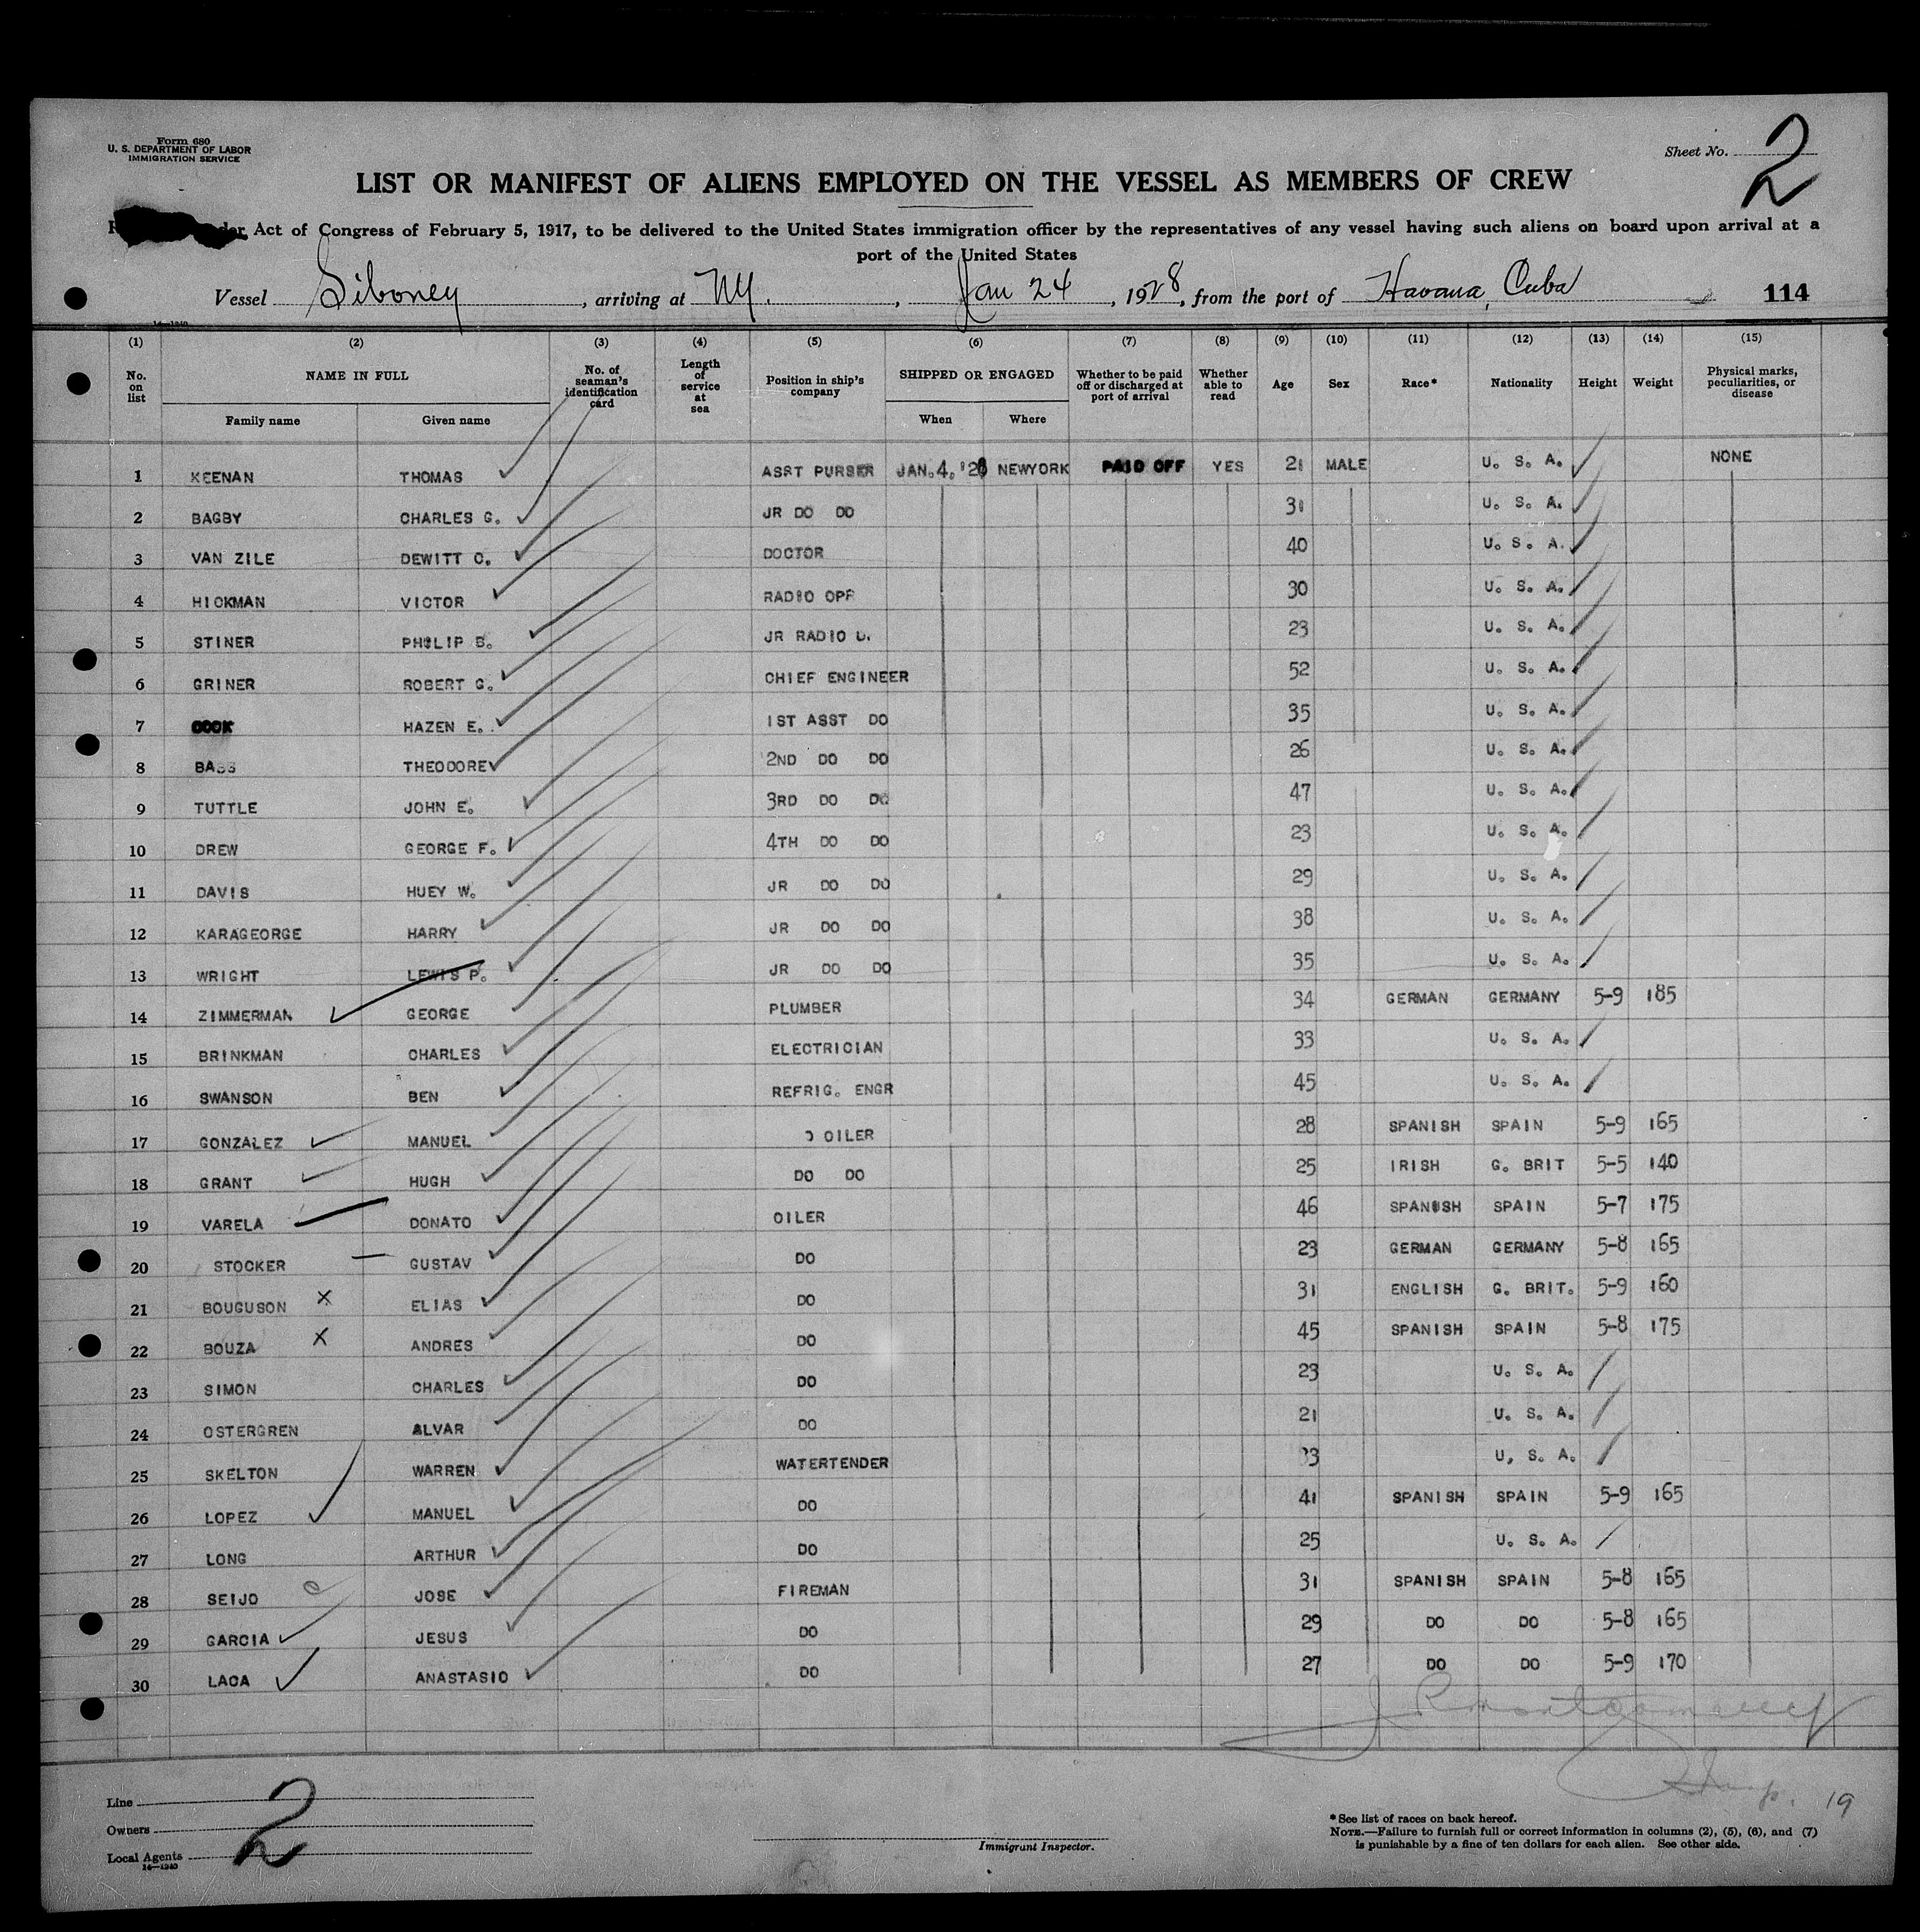 Form 680
U. S. DEPARTMENT OF LABOR
IMMIGRATION SERVICE
Sheet No. 2
LIST OR MANIFEST OF ALIENS EMPLOYED ON THE VESSEL AS MEMBERS OF CREW
Act of Congress of February 5, 1917, to be delivered to the United States immigration officer by the representatives of any vessel having such aliens on board upon arrival at a
port of the United States
Vessel Siboney, arriving at NY., Jan 24, 1928, from the port of Havana, Cuba 114
14-1240
(1) (2) (3) (4) (5) (6) (7) (8) (9) (10) (11) (12) (13) (14) (15)
No. on list NAME IN FULL No. of seaman's identification card Length of service at sea Position in ship's company SHIPPED OR ENGAGED Whether to be paid off or discharged at port of arrival Whether able to read Age Sex Race* Nationality Height Weight Physical marks, peculiarities, or disease
Family name Given name When Where
1 KEENAN THOMAS ASST PURSER JAN.4.'28 NEWYORK PAID OFF YES 21 MALE U. S. A. NONE
2 BAGBY CHARLES G. JR DO DO 31 U. S. A.
3 VAN ZILE DEWITT C. DOCTOR 40 U. S. A.
4 HICKMAN VICTOR RADIO OPR 30 U. S. A.
5 STINER PHILIP B. JR RADIO O. 23 U. S. A.
6 GRINER ROBERT G. CHIEF ENGINEER 52 U. S. A.
7 COOK HAZEN E. 1ST ASST DO 35 U. S. A.
8 BASS THEODORE 2ND DO DO 26 U. S. A.
9 TUTTLE JOHN E. 3RD DO DO 47 U. S. A.
10 DREW GEORGE F. 4TH DO DO 23 U. S. A.
11 DAVIS HUEY W. JR DO DO 29 U. S. A.
12 KARAGEORGE HARRY JR DO DO 38 U. S. A.
13 WRIGHT LEWIS P. JR DO DO 35 U. S. A.
14 ZIMMERMAN GEORGE PLUMBER 34 GERMAN GERMANY 5-9 185
15 BRINKMAN CHARLES ELECTRICIAN 33 U. S. A.
16 SWANSON BEN REFRIG. ENGR 45 U. S. A.
17 GONZALEZ MANUEL OILER 28 SPANISH SPAIN 5-9 165
18 GRANT HUGH DO DO 25 IRISH G. BRIT 5-5 140
19 VARELA DONATO OILER 46 SPANISH SPAIN 5-7 175
20 STOCKER GUSTAV DO 23 GERMAN GERMANY 5-8 165
21 BOUGUSON X ELIAS DO 31 ENGLISH G. BRIT. 5-9 160
22 BOUZA X ANDRES DO 45 SPANISH SPAIN 5-8 175
23 SIMON CHARLES DO 23 U. S. A.
24 OSTERGREN ALVAR DO 21 U. S. A.
25 SKELTON WARREN WATERTENDER 33 U. S. A.
26 LOPEZ MANUEL DO 41 SPANISH SPAIN 5-9 165
27 LONG ARTHUR DO 25 U. S. A.
28 SEIJO JOSE FIREMAN 31 SPANISH SPAIN 5-8 165
29 GARCIA JESUS DO 29 DO DO 5-8 165
30 LAGA ANASTASIO DO 27 DO DO 5-9 170
Line
Owners
Local Agents
14-1240
2
Immigrant Inspector.
19
*See list of races on back hereof.
NOTE.—Failure to furnish full or correct information in columns (2), (5), (6), and (7)
is punishable by a fine of ten dollars for each alien. See other side.